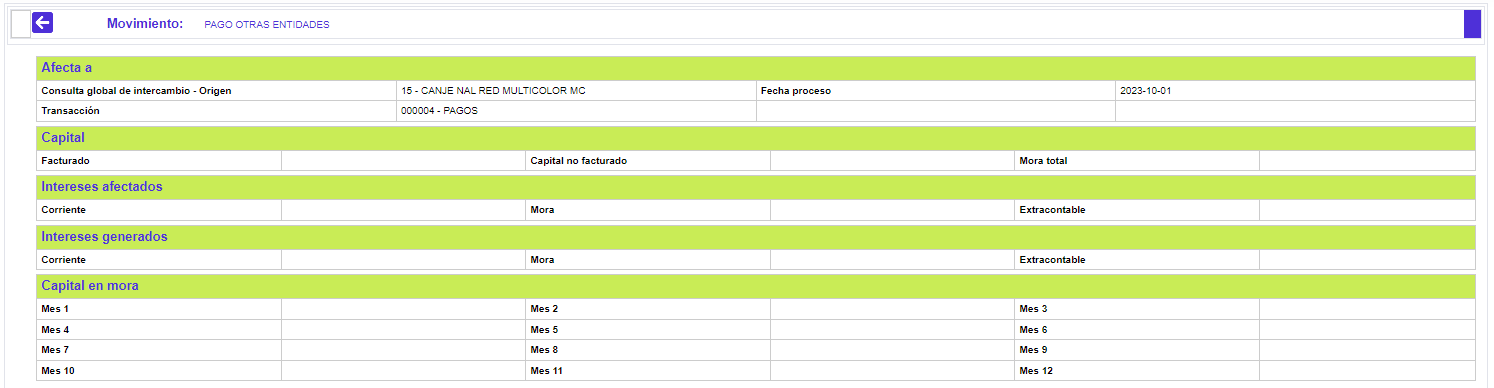 Movimiento: PAGO OTRAS ENTIDADES
Afecta a
Consulta global de intercambio - Origen 15 - CANJE NAL RED MULTICOLOR MC Fecha proceso 2023-10-01
Transacción 000004 - PAGOS
Capital
Facturado Capital no facturado Mora total
Intereses afectados
Corriente Mora Extracontable
Intereses generados
Corriente Mora Extracontable
Capital en mora
Mes 1 Mes 2 Mes 3
Mes 4 Mes 5 Mes 6
Mes 7 Mes 8 Mes 9
Mes 10 Mes 11 Mes 12